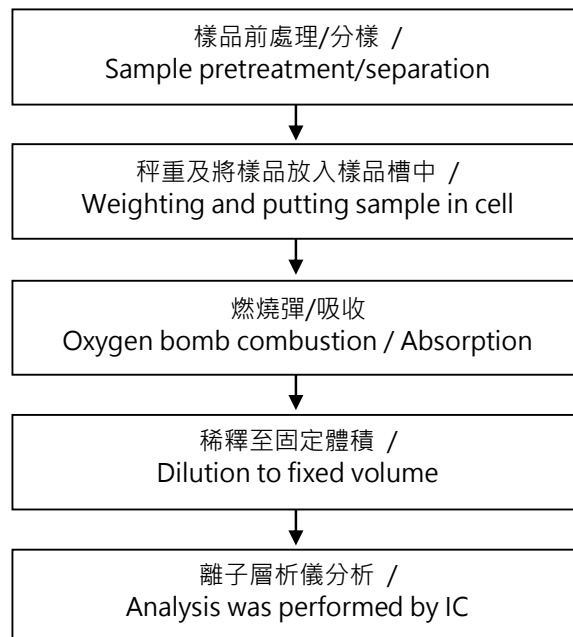 樣品前處理/分樣 /
Sample pretreatment/separation
秤重及將樣品放入樣品槽中 /
Weighting and putting sample in cell
燃燒彈/吸收
Oxygen bomb combustion / Absorption
稀釋至固定體積 /
Dilution to fixed volume
離子層析儀分析 /
Analysis was performed by IC